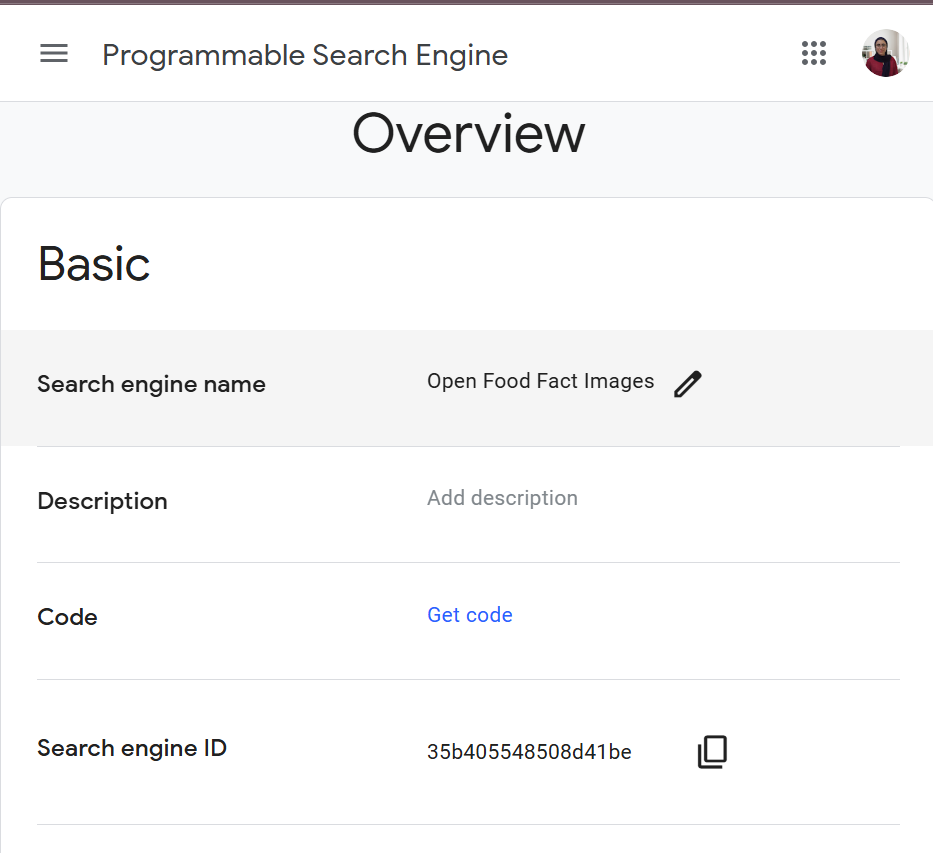 Programmable Search Engine
Overview
Basic
Search engine name
Open Food Fact Images
Description
Add description
Code
Get code
Search engine ID
35b405548508d41be